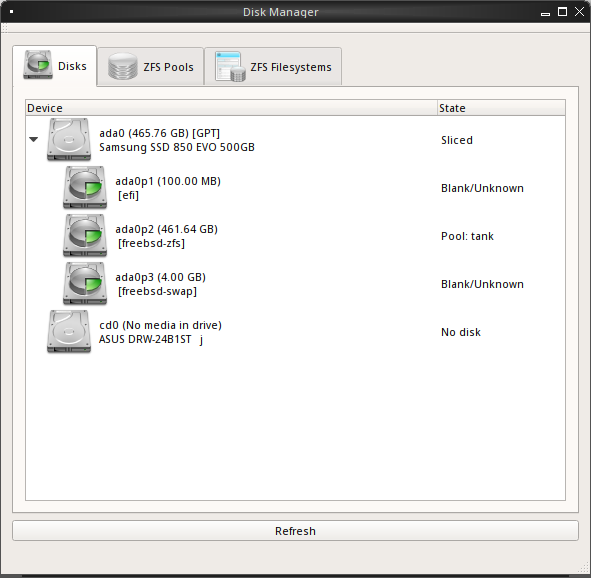 Disk Manager
Disks
ZFS Pools
ZFS Filesystems
Device
State
ada0 (465.76 GB) [GPT]
Samsung SSD 850 EVO 500GB
Sliced
ada0p1 (100.00 MB)
[efi]
Blank/Unknown
ada0p2 (461.64 GB)
[freebsd-zfs]
Pool: tank
ada0p3 (4.00 GB)
[freebsd-swap]
Blank/Unknown
cd0 (No media in drive)
ASUS DRW-24B1ST   j
No disk
Refresh